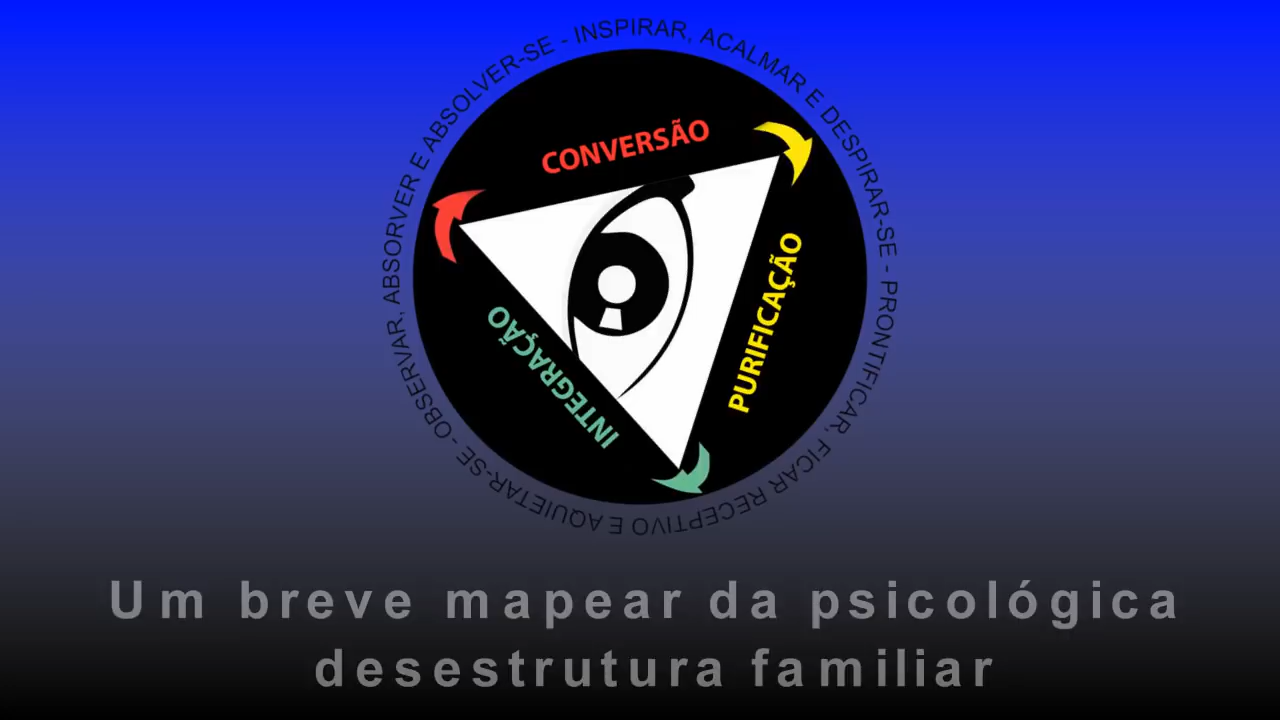 OBSERVAR, ABSORVER E ABSOLVER-SE - INSPIRAR, ACALMAR E DESPIRAR-SE - PRONTIFICAR, FICAR RECEPTIVO E AQUIETAR-SE -
CONVERSÃO
PURIFICAÇÃO
INTEGRAÇÃO
Um breve mapear da psicológica
desestrutura familiar